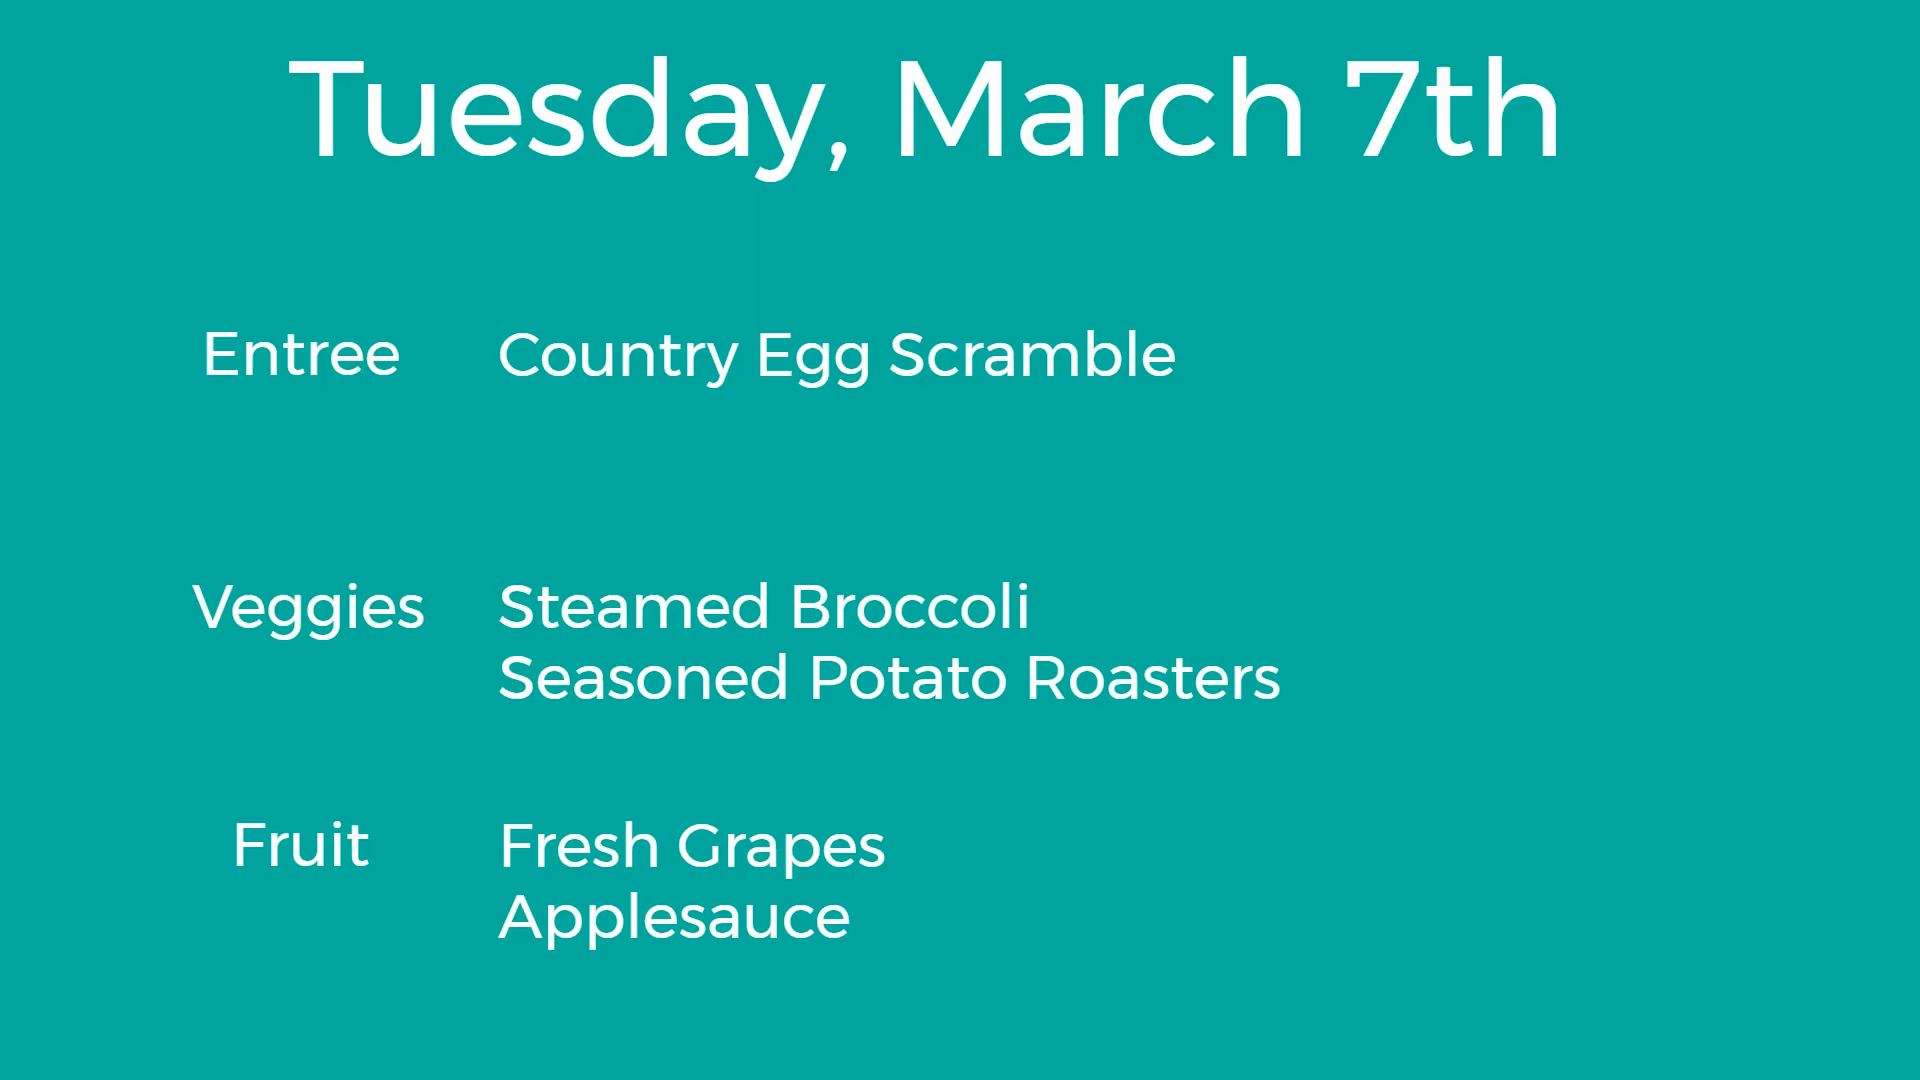 Tuesday, March 7th
Entree Country Egg Scramble
Veggies Steamed Broccoli
Seasoned Potato Roasters
Fruit Fresh Grapes
Applesauce